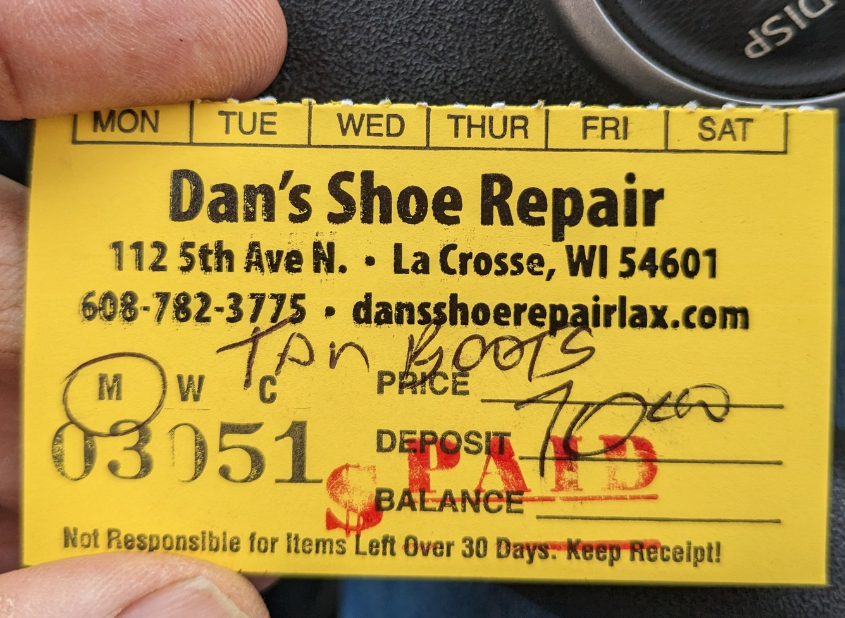 DISP
MON TUE WED THUR FRI SAT
Dan's Shoe Repair
112 5th Ave N. • La Crosse, WI 54601
608-782-3775 • dansshoerepairlax.com
TAN BOOTS
M W C PRICE
03051 DEPOSIT
$ PAID
BALANCE
Not Responsible for Items Left Over 30 Days. Keep Receipt!